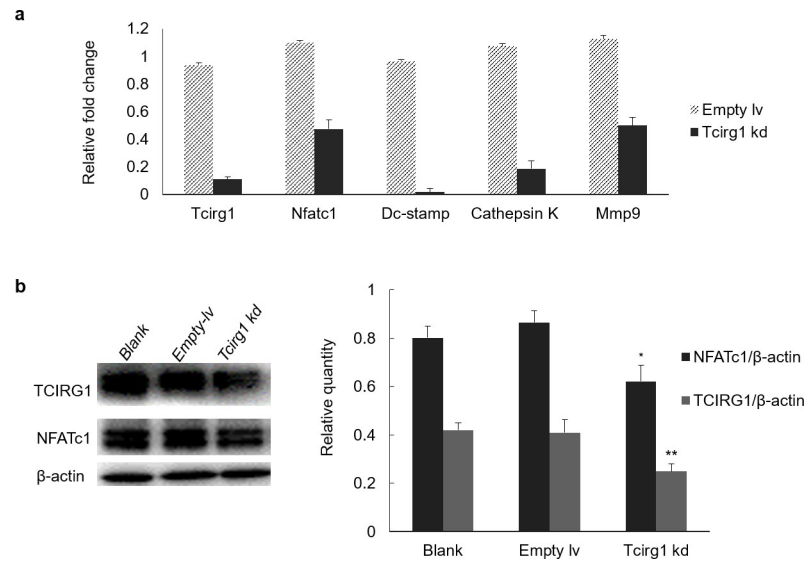 a
1.2
1
0.8
0.6
0.4
0.2
0
Relative fold change
Tcirg1 Nfatc1 Dc-stamp Cathepsin K Mmp9
Empty lv
Tcirg1 kd
b
Blank Empty-lv Tcirg1 kd
TCIRG1
NFATc1
β-actin
1
0.8
0.6
0.4
0.2
0
Relative quantity
*
**
Blank Empty lv Tcirg1 kd
NFATc1/β-actin
TCIRG1/β-actin